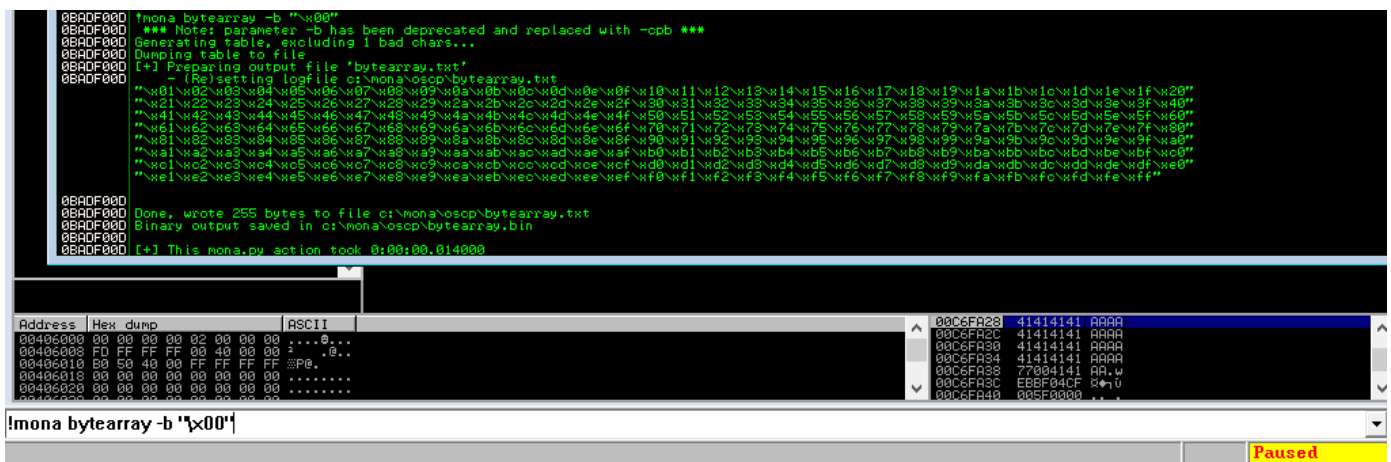 0BADF00D !mona bytearray -b "\x00"
0BADF00D *** Note: parameter -b has been deprecated and replaced with -cpb ***
0BADF00D Generating table, excluding 1 bad chars...
0BADF00D Dumping table to file
0BADF00D [+] Preparing output file 'bytearray.txt'
0BADF00D - (Re)setting logfile c:\mona\oscp\bytearray.txt
"\x01\x02\x03\x04\x05\x06\x07\x08\x09\x0a\x0b\x0c\x0d\x0e\x0f\x10\x11\x12\x13\x14\x15\x16\x17\x18\x19\x1a\x1b\x1c\x1d\x1e\x1f\x20"
"\x21\x22\x23\x24\x25\x26\x27\x28\x29\x2a\x2b\x2c\x2d\x2e\x2f\x30\x31\x32\x33\x34\x35\x36\x37\x38\x39\x3a\x3b\x3c\x3d\x3e\x3f\x40"
"\x41\x42\x43\x44\x45\x46\x47\x48\x49\x4a\x4b\x4c\x4d\x4e\x4f\x50\x51\x52\x53\x54\x55\x56\x57\x58\x59\x5a\x5b\x5c\x5d\x5e\x5f\x60"
"\x61\x62\x63\x64\x65\x66\x67\x68\x69\x6a\x6b\x6c\x6d\x6e\x6f\x70\x71\x72\x73\x74\x75\x76\x77\x78\x79\x7a\x7b\x7c\x7d\x7e\x7f\x80"
"\x81\x82\x83\x84\x85\x86\x87\x88\x89\x8a\x8b\x8c\x8d\x8e\x8f\x90\x91\x92\x93\x94\x95\x96\x97\x98\x99\x9a\x9b\x9c\x9d\x9e\x9f\xa0"
"\xa1\xa2\xa3\xa4\xa5\xa6\xa7\xa8\xa9\xaa\xab\xac\xad\xae\xaf\xb0\xb1\xb2\xb3\xb4\xb5\xb6\xb7\xb8\xb9\xba\xbb\xbc\xbd\xbe\xbf\xc0"
"\xc1\xc2\xc3\xc4\xc5\xc6\xc7\xc8\xc9\xca\xcb\xcc\xcd\xce\xcf\xd0\xd1\xd2\xd3\xd4\xd5\xd6\xd7\xd8\xd9\xda\xdb\xdc\xdd\xde\xdf\xe0"
"\xe1\xe2\xe3\xe4\xe5\xe6\xe7\xe8\xe9\xea\xeb\xec\xed\xee\xef\xf0\xf1\xf2\xf3\xf4\xf5\xf6\xf7\xf8\xf9\xfa\xfb\xfc\xfd\xfe\xff"
0BADF00D
0BADF00D Done, wrote 255 bytes to file c:\mona\oscp\bytearray.txt
0BADF00D Binary output saved in c:\mona\oscp\bytearray.bin
0BADF00D
0BADF00D [+] This mona.py action took 0:00:00.014000
Address Hex dump ASCII
00406000 00 00 00 00 02 00 00 00 ....☻...
00406008 FD FF FF FF 00 40 00 00 ² .@..
00406010 B0 50 40 00 FF FF FF FF ░P@.
00406018 00 00 00 00 00 00 00 00 ........
00406020 00 00 00 00 00 00 00 00 ........
00C6FA28 41414141 AAAA
00C6FA2C 41414141 AAAA
00C6FA30 41414141 AAAA
00C6FA34 41414141 AAAA
00C6FA38 77004141 AA.w
00C6FA3C EBBF04CF
00C6FA40 005F0000
!mona bytearray -b "\x00"
Paused